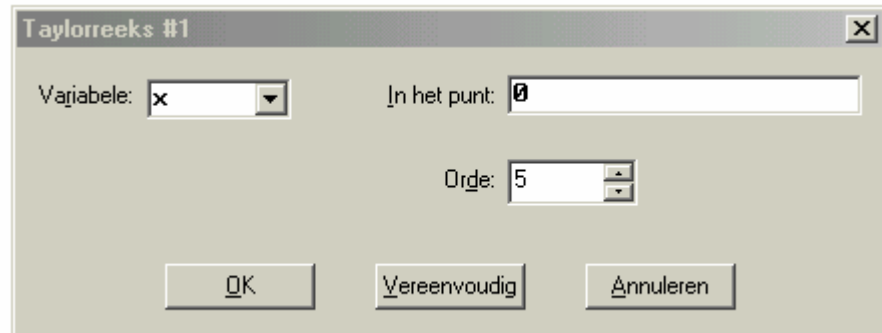 Taylorreeks #1
Variabele: x In het punt: 0
Orde: 5
OK Vereenvoudig Annuleren